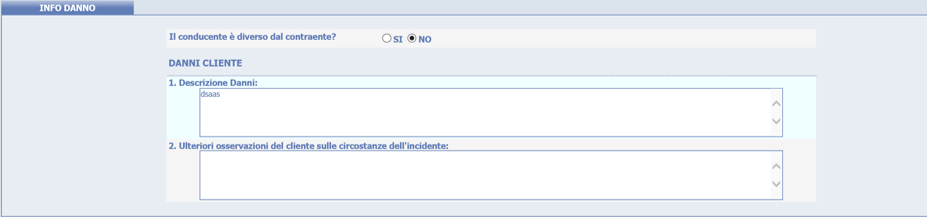 INFO DANNO
Il conducente è diverso dal contraente? SI NO
DANNI CLIENTE
1. Descrizione Danni:
dsaas
2. Ulteriori osservazioni del cliente sulle circostanze dell'incidente: